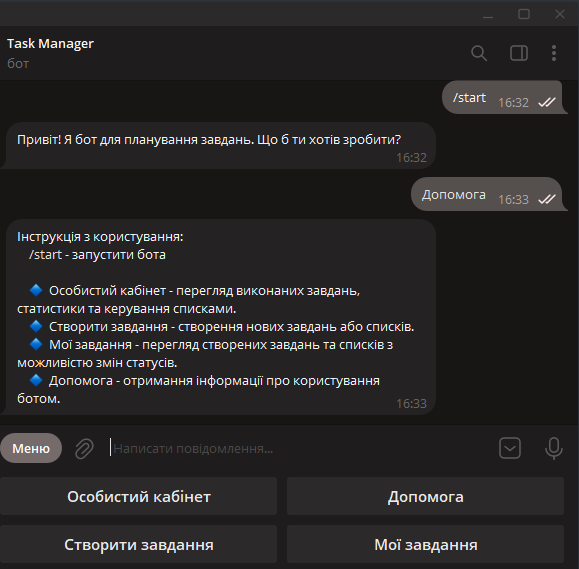 Task Manager
бот
/start 16:32
Привіт! Я бот для планування завдань. Що б ти хотів зробити?
16:32
Допомога 16:33
Інструкція з користування:
/start - запустити бота
🔷 Особистий кабінет - перегляд виконаних завдань,
статистики та керування списками.
🔷 Створити завдання - створення нових завдань або списків.
🔷 Мої завдання - перегляд створених завдань та списків з
можливістю змін статусів.
🔷 Допомога - отримання інформації про користування
ботом.
16:33
Меню Написати повідомлення...
Особистий кабінет Допомога
Створити завдання Мої завдання